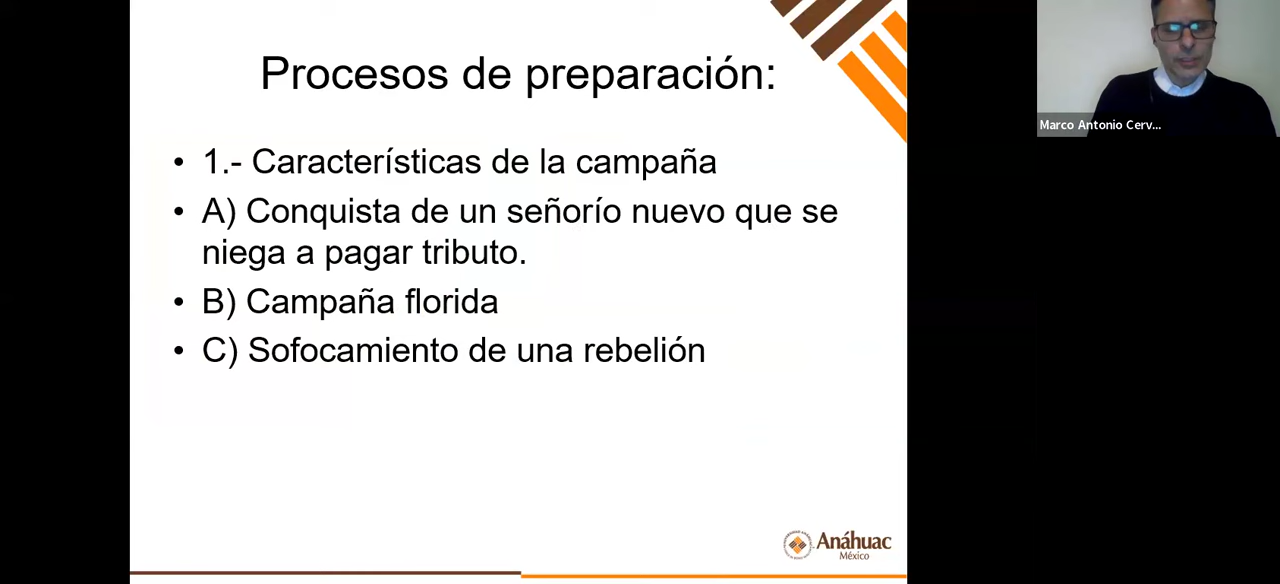 Procesos de preparación:
• 1.- Características de la campaña
• A) Conquista de un señorío nuevo que se
niega a pagar tributo.
• B) Campaña florida
• C) Sofocamiento de una rebelión
Marco Antonio Cerv...
Anáhuac
México